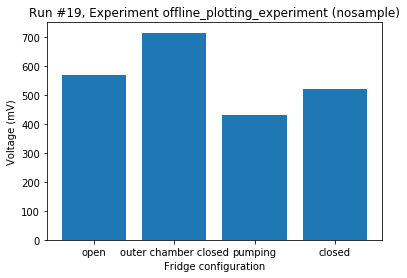 Run #19, Experiment offline_plotting_experiment (nosample)
700
600
500
400
300
200
100
0
Voltage (mV)
open outer chamber closed pumping closed
Fridge configuration